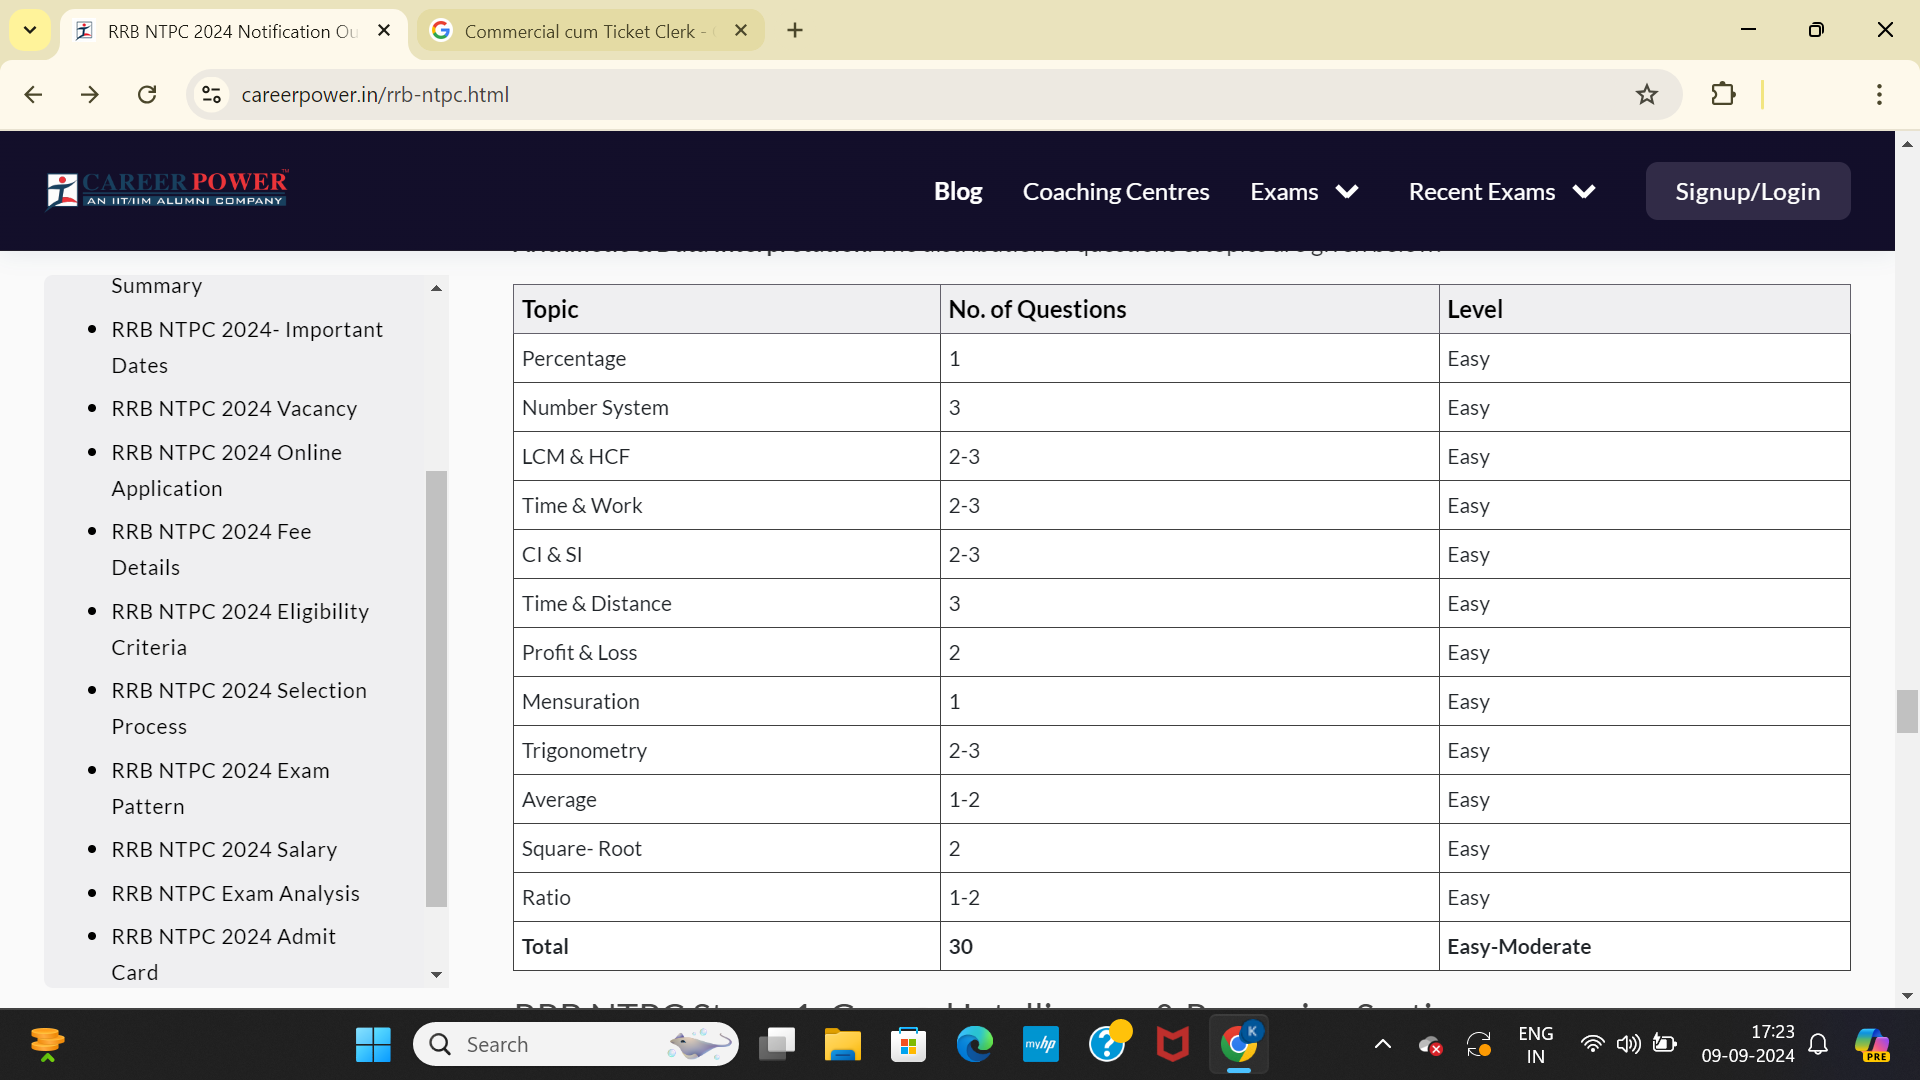 RRB NTPC 2024 Notification Ou
Commercial cum Ticket Clerk -
careerpower.in/rrb-ntpc.html
CAREER POWER
AN IIT/IIM ALUMNI COMPANY
Blog Coaching Centres Exams Recent Exams Signup/Login
Summary
RRB NTPC 2024- Important
Dates
RRB NTPC 2024 Vacancy
RRB NTPC 2024 Online
Application
RRB NTPC 2024 Fee
Details
RRB NTPC 2024 Eligibility
Criteria
RRB NTPC 2024 Selection
Process
RRB NTPC 2024 Exam
Pattern
RRB NTPC 2024 Salary
RRB NTPC Exam Analysis
RRB NTPC 2024 Admit
Card
Topic No. of Questions Level
Percentage 1 Easy
Number System 3 Easy
LCM & HCF 2-3 Easy
Time & Work 2-3 Easy
CI & SI 2-3 Easy
Time & Distance 3 Easy
Profit & Loss 2 Easy
Mensuration 1 Easy
Trigonometry 2-3 Easy
Average 1-2 Easy
Square- Root 2 Easy
Ratio 1-2 Easy
Total 30 Easy-Moderate
Search
myhp
K
ENG
IN
17:23
09-09-2024
PRE